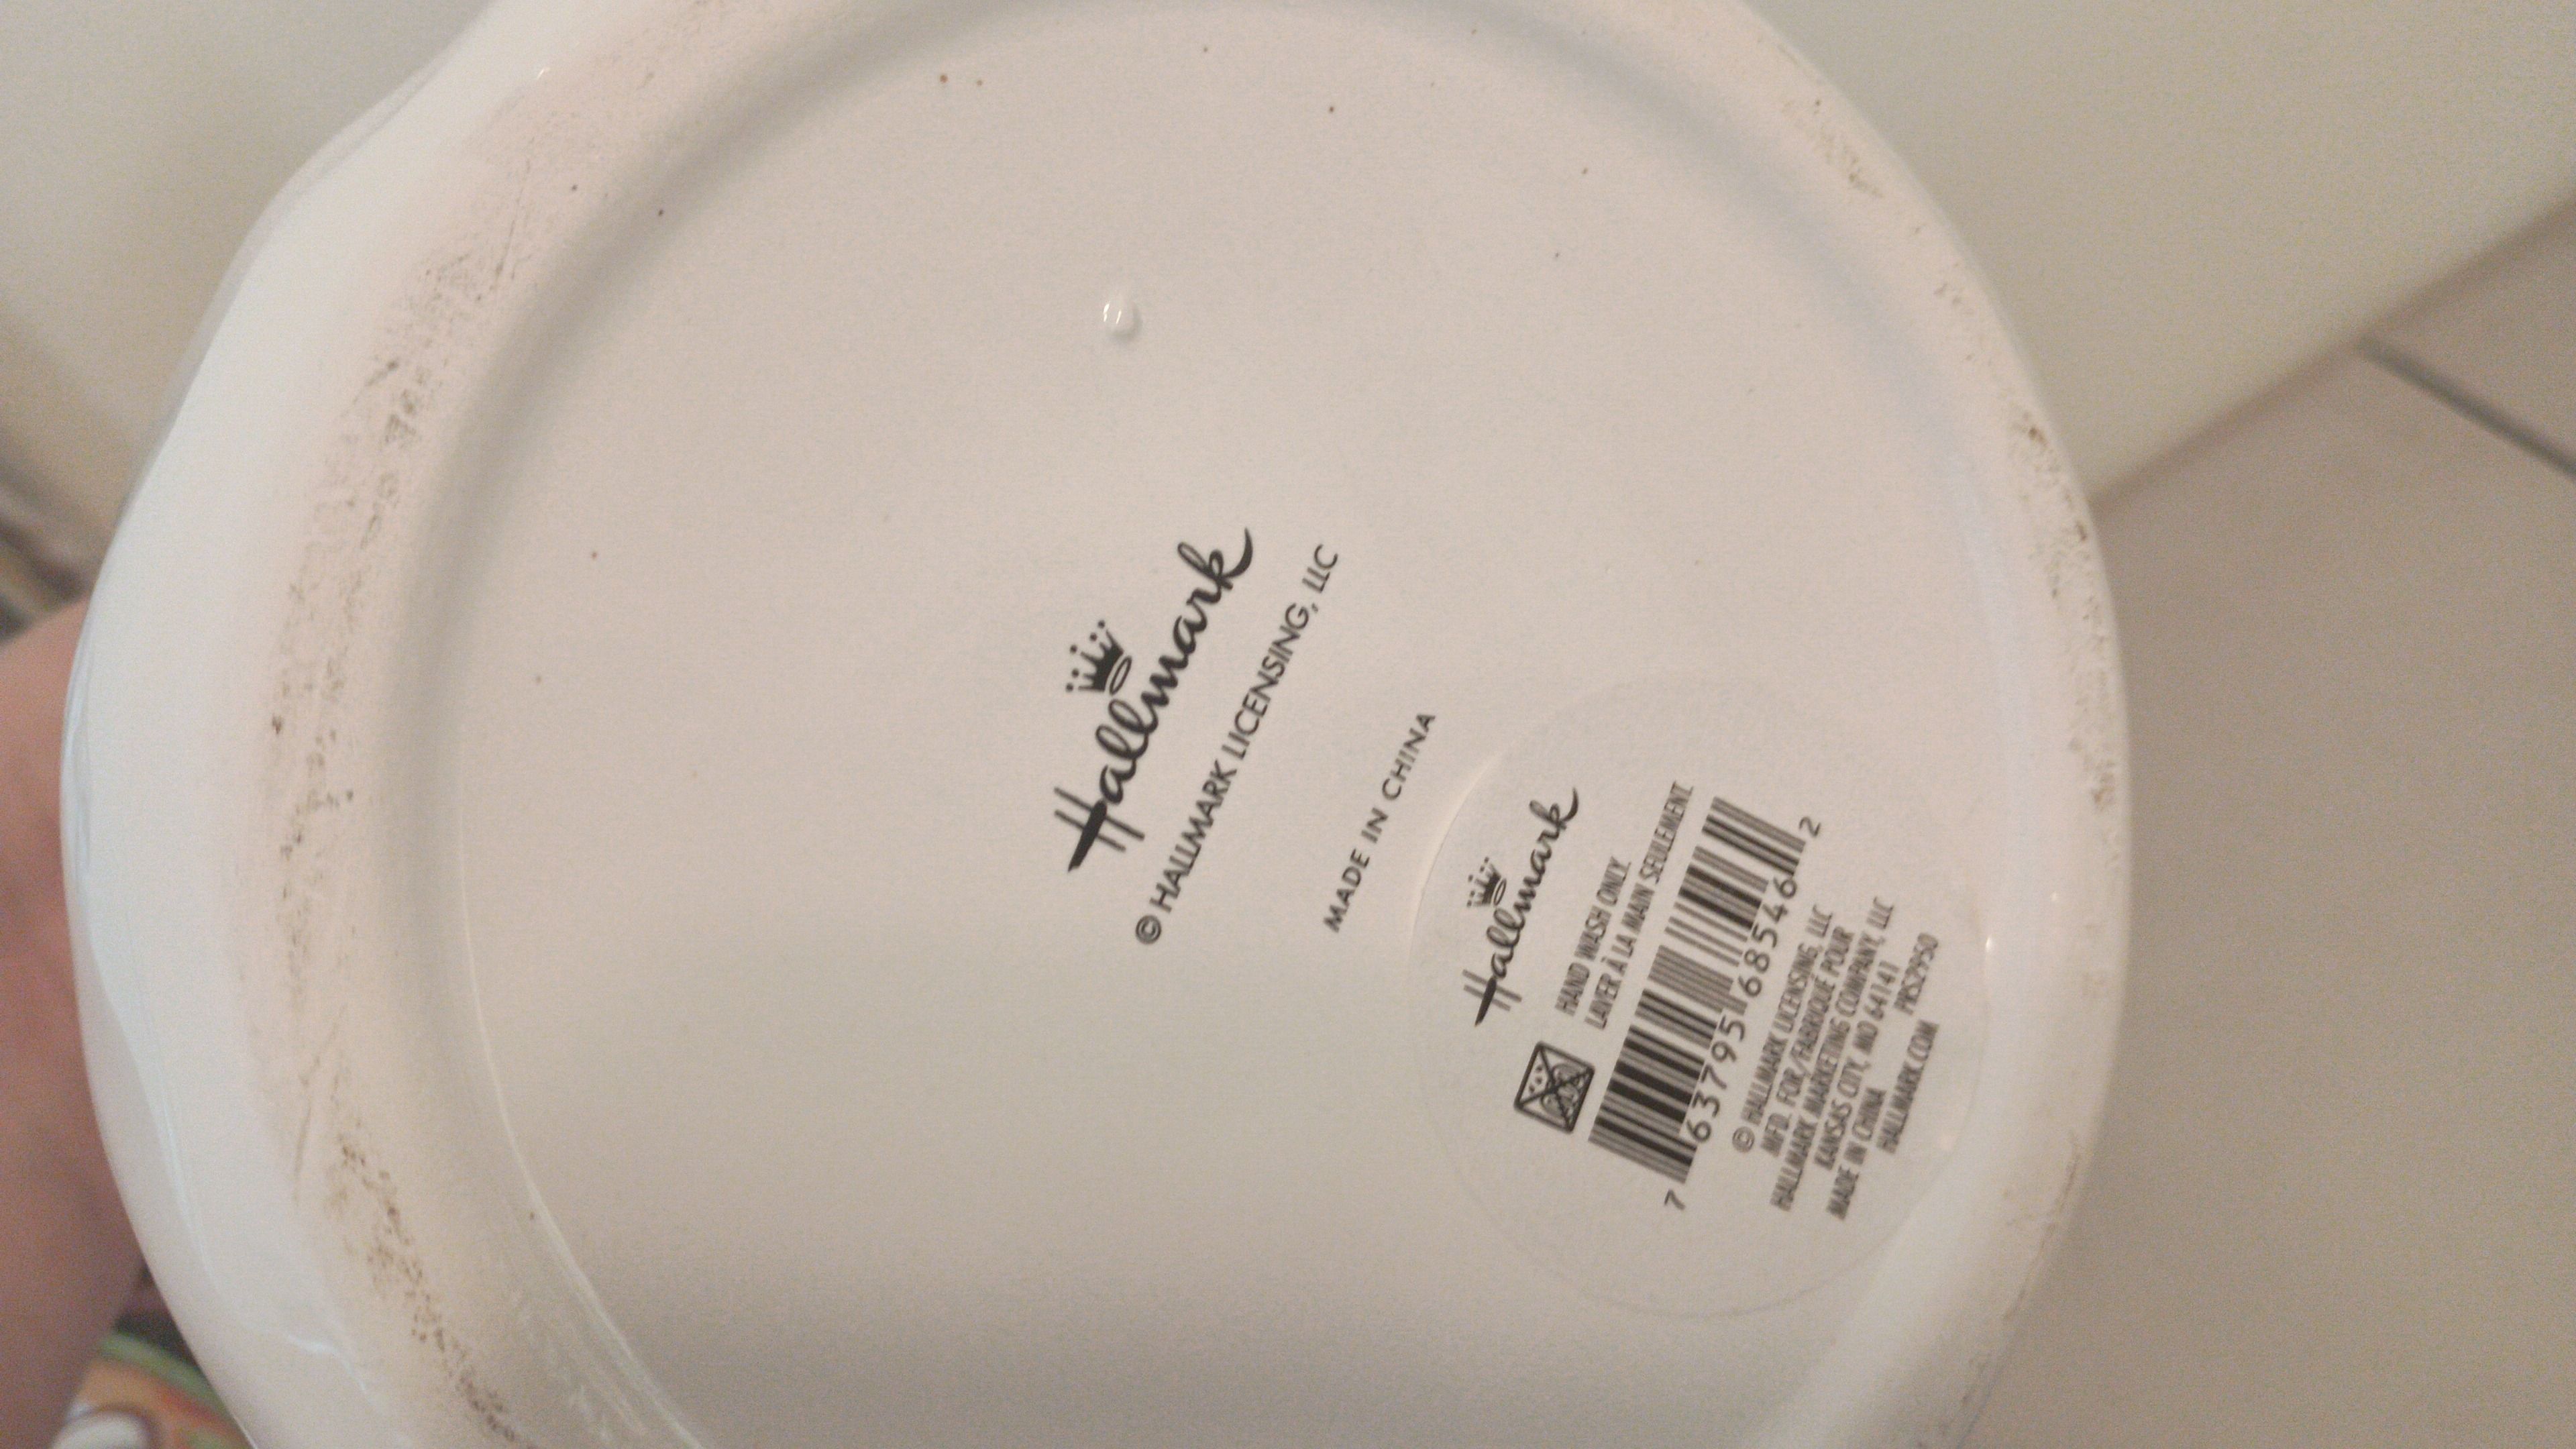 Hallmark
© HALLMARK LICENSING, LLC
MADE IN CHINA
Hallmark
HAND WASH ONLY.
LAVER À LA MAIN SEULEMENT.
7 63795 68546 2
© HALLMARK LICENSING, LLC
MFD. FOR/FABRIQUÉ POUR
HALLMARK MARKETING COMPANY, LLC
KANSAS CITY, MO 64141
MADE IN CHINA PRS2950
HALLMARK.COM